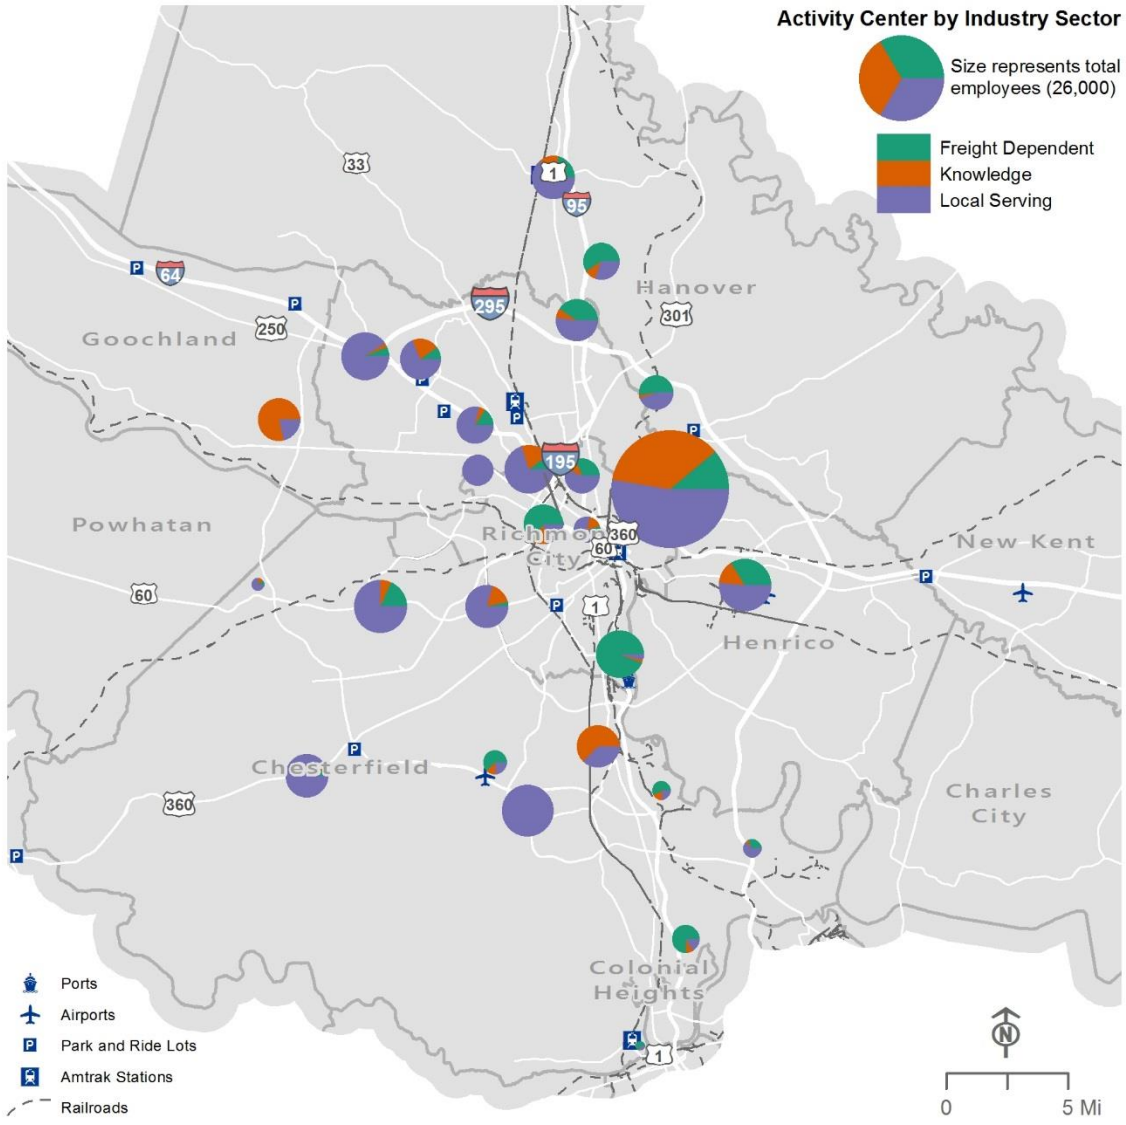 Activity Center by Industry Sector
Size represents total
employees (26,000)
Freight Dependent
Knowledge
Local Serving
33
1
95
64
295
Hanover
301
250
Goochland
195
Powhatan
Richmond
City
360
60
New Kent
60
1
Henrico
Chesterfield
360
Charles
City
Colonial
Heights
1
P
P
P
P
P
P
P
P
P
P
Ports
Airports
P
Park and Ride Lots
Amtrak Stations
Railroads
N
0
5 Mi